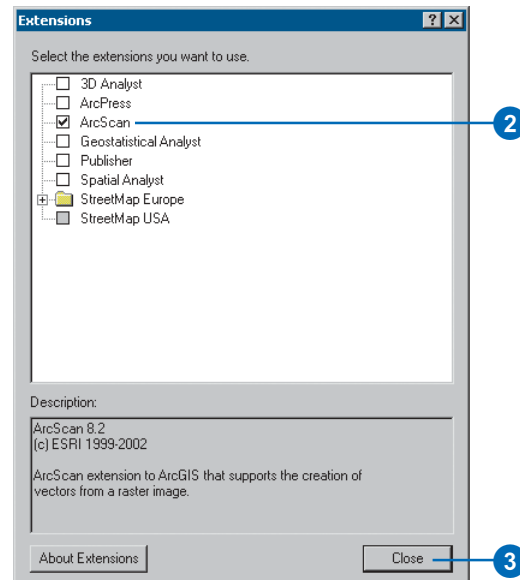 Extensions
Select the extensions you want to use.
3D Analyst
ArcPress
ArcScan
2
Geostatistical Analyst
Publisher
Spatial Analyst
StreetMap Europe
StreetMap USA
Description:
ArcScan 8.2
(c) ESRI 1999-2002
ArcScan extension to ArcGIS that supports the creation of
vectors from a raster image.
About Extensions
Close
3